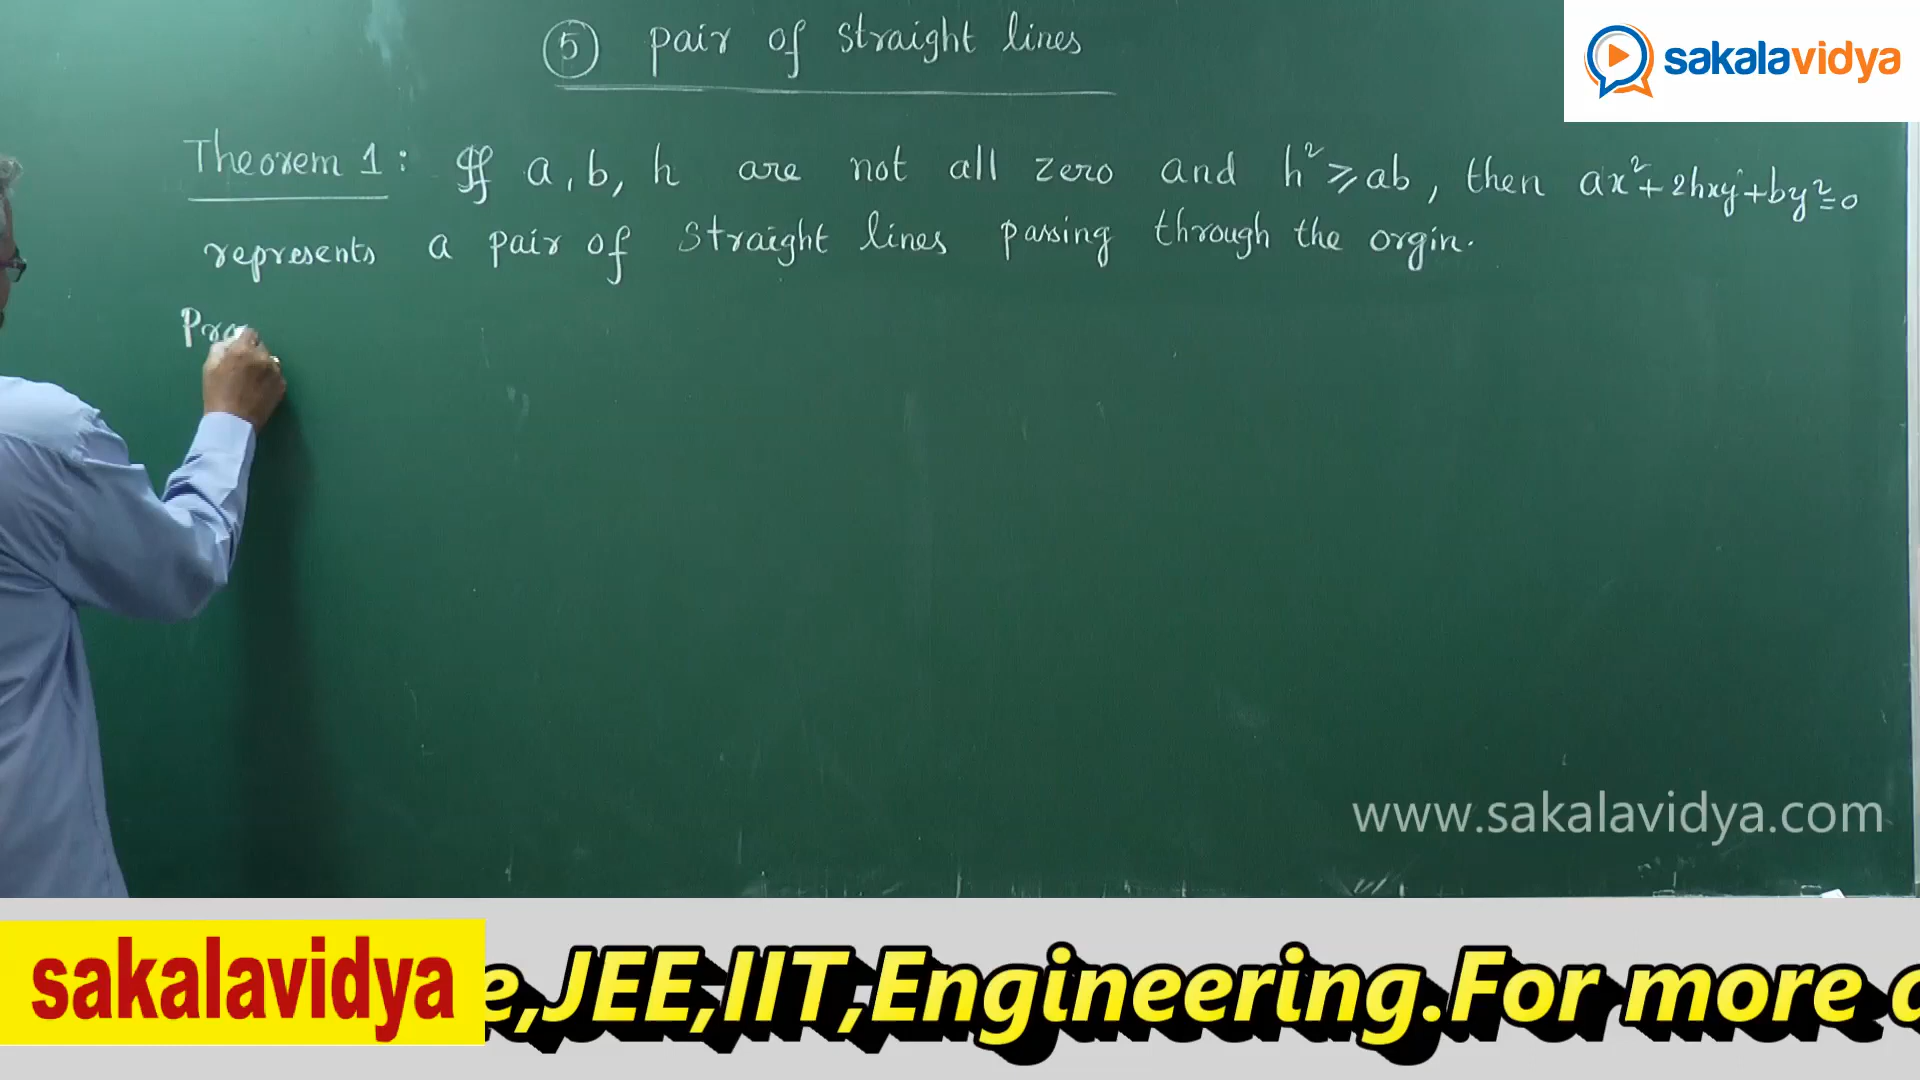 5 pair of straight lines
sakalavidya
Theorem 1: If a, b, h are not all zero and h² ≥ ab, then ax²+2hxy+by²=0
represents a pair of straight lines passing through the orgin.
Pro
www.sakalavidya.com
sakalavidya
e,JEE,IIT,Engineering.For more